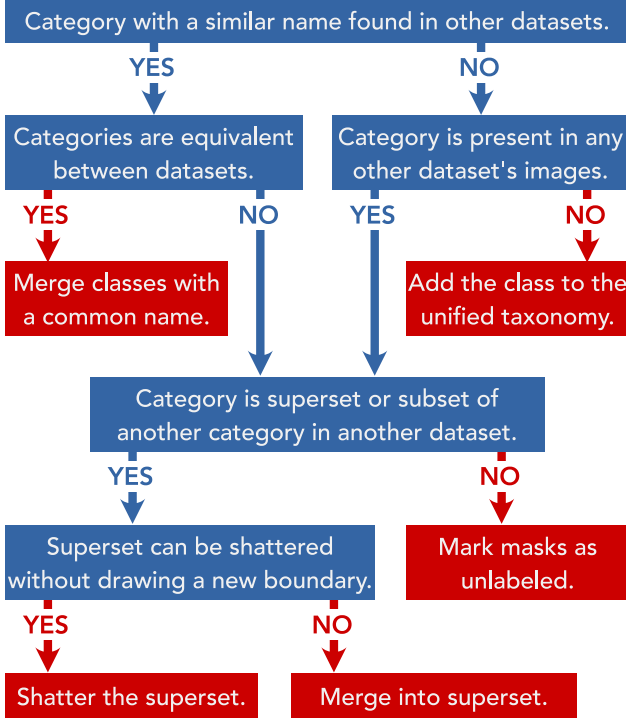 Category with a similar name found in other datasets.
YES
NO
Categories are equivalent
between datasets.
Category is present in any
other dataset's images.
YES
NO
YES
NO
Merge classes with
a common name.
Add the class to the
unified taxonomy.
Category is superset or subset of
another category in another dataset.
YES
NO
Superset can be shattered
without drawing a new boundary.
Mark masks as
unlabeled.
YES
NO
Shatter the superset.
Merge into superset.